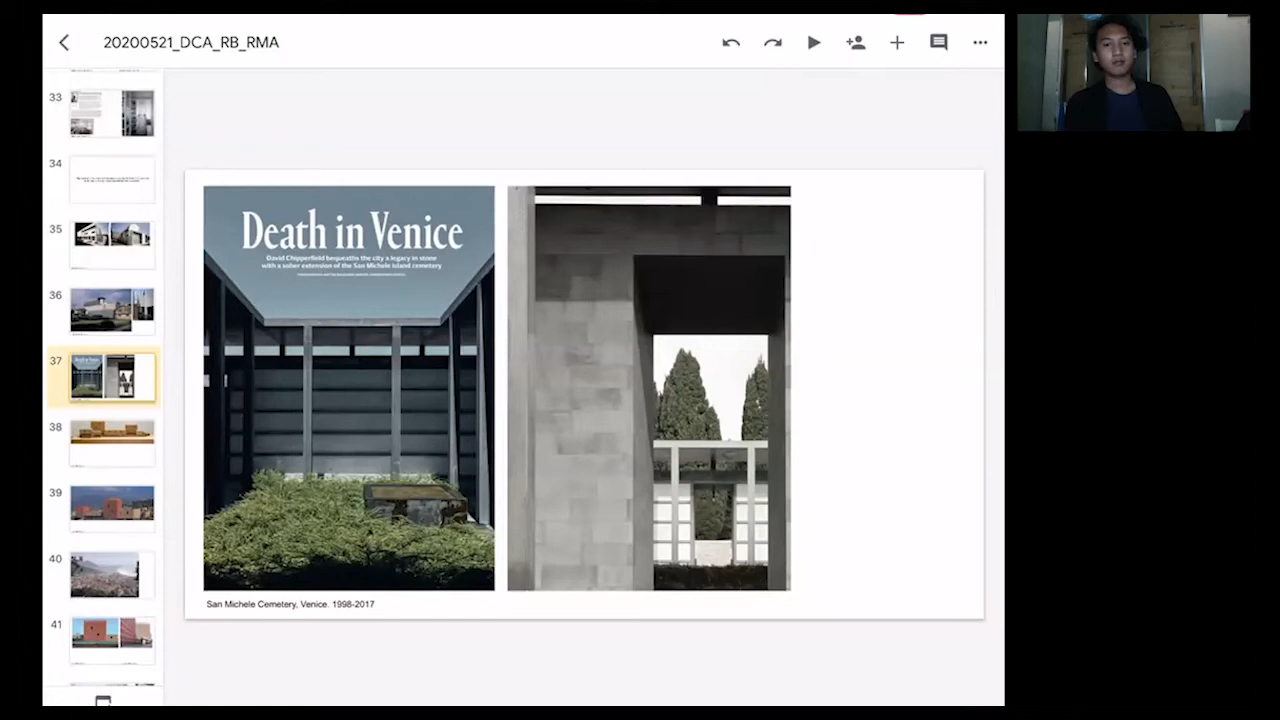 20200521_DCA_RB_RMA
33
34
35
36
37
38
39
40
41
Death in Venice
David Chipperfield bequeaths the city a legacy in stone
with a sober extension of the San Michele island cemetery
San Michele Cemetery, Venice. 1998-2017